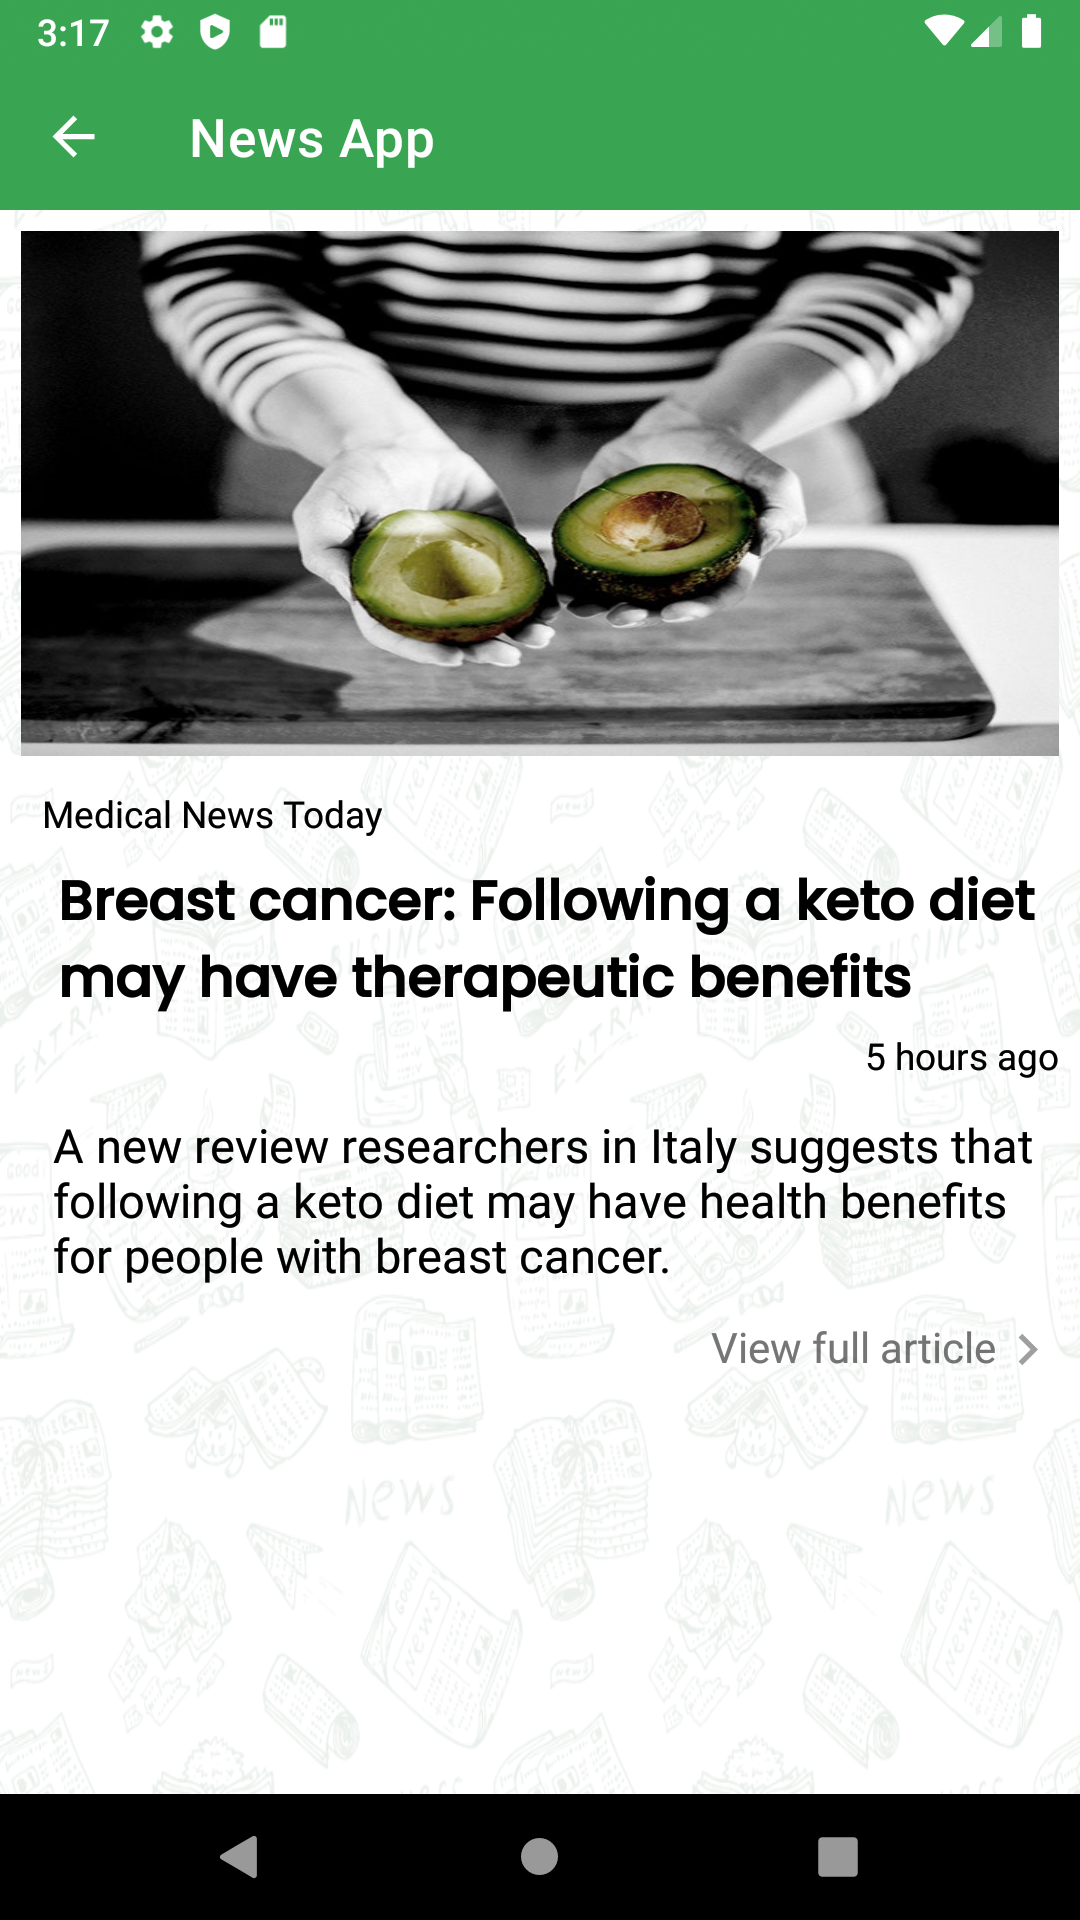 3:17
News App
Medical News Today
Breast cancer: Following a keto diet
may have therapeutic benefits
5 hours ago
A new review researchers in Italy suggests that
following a keto diet may have health benefits
for people with breast cancer.
View full article
NEWS
NEWS